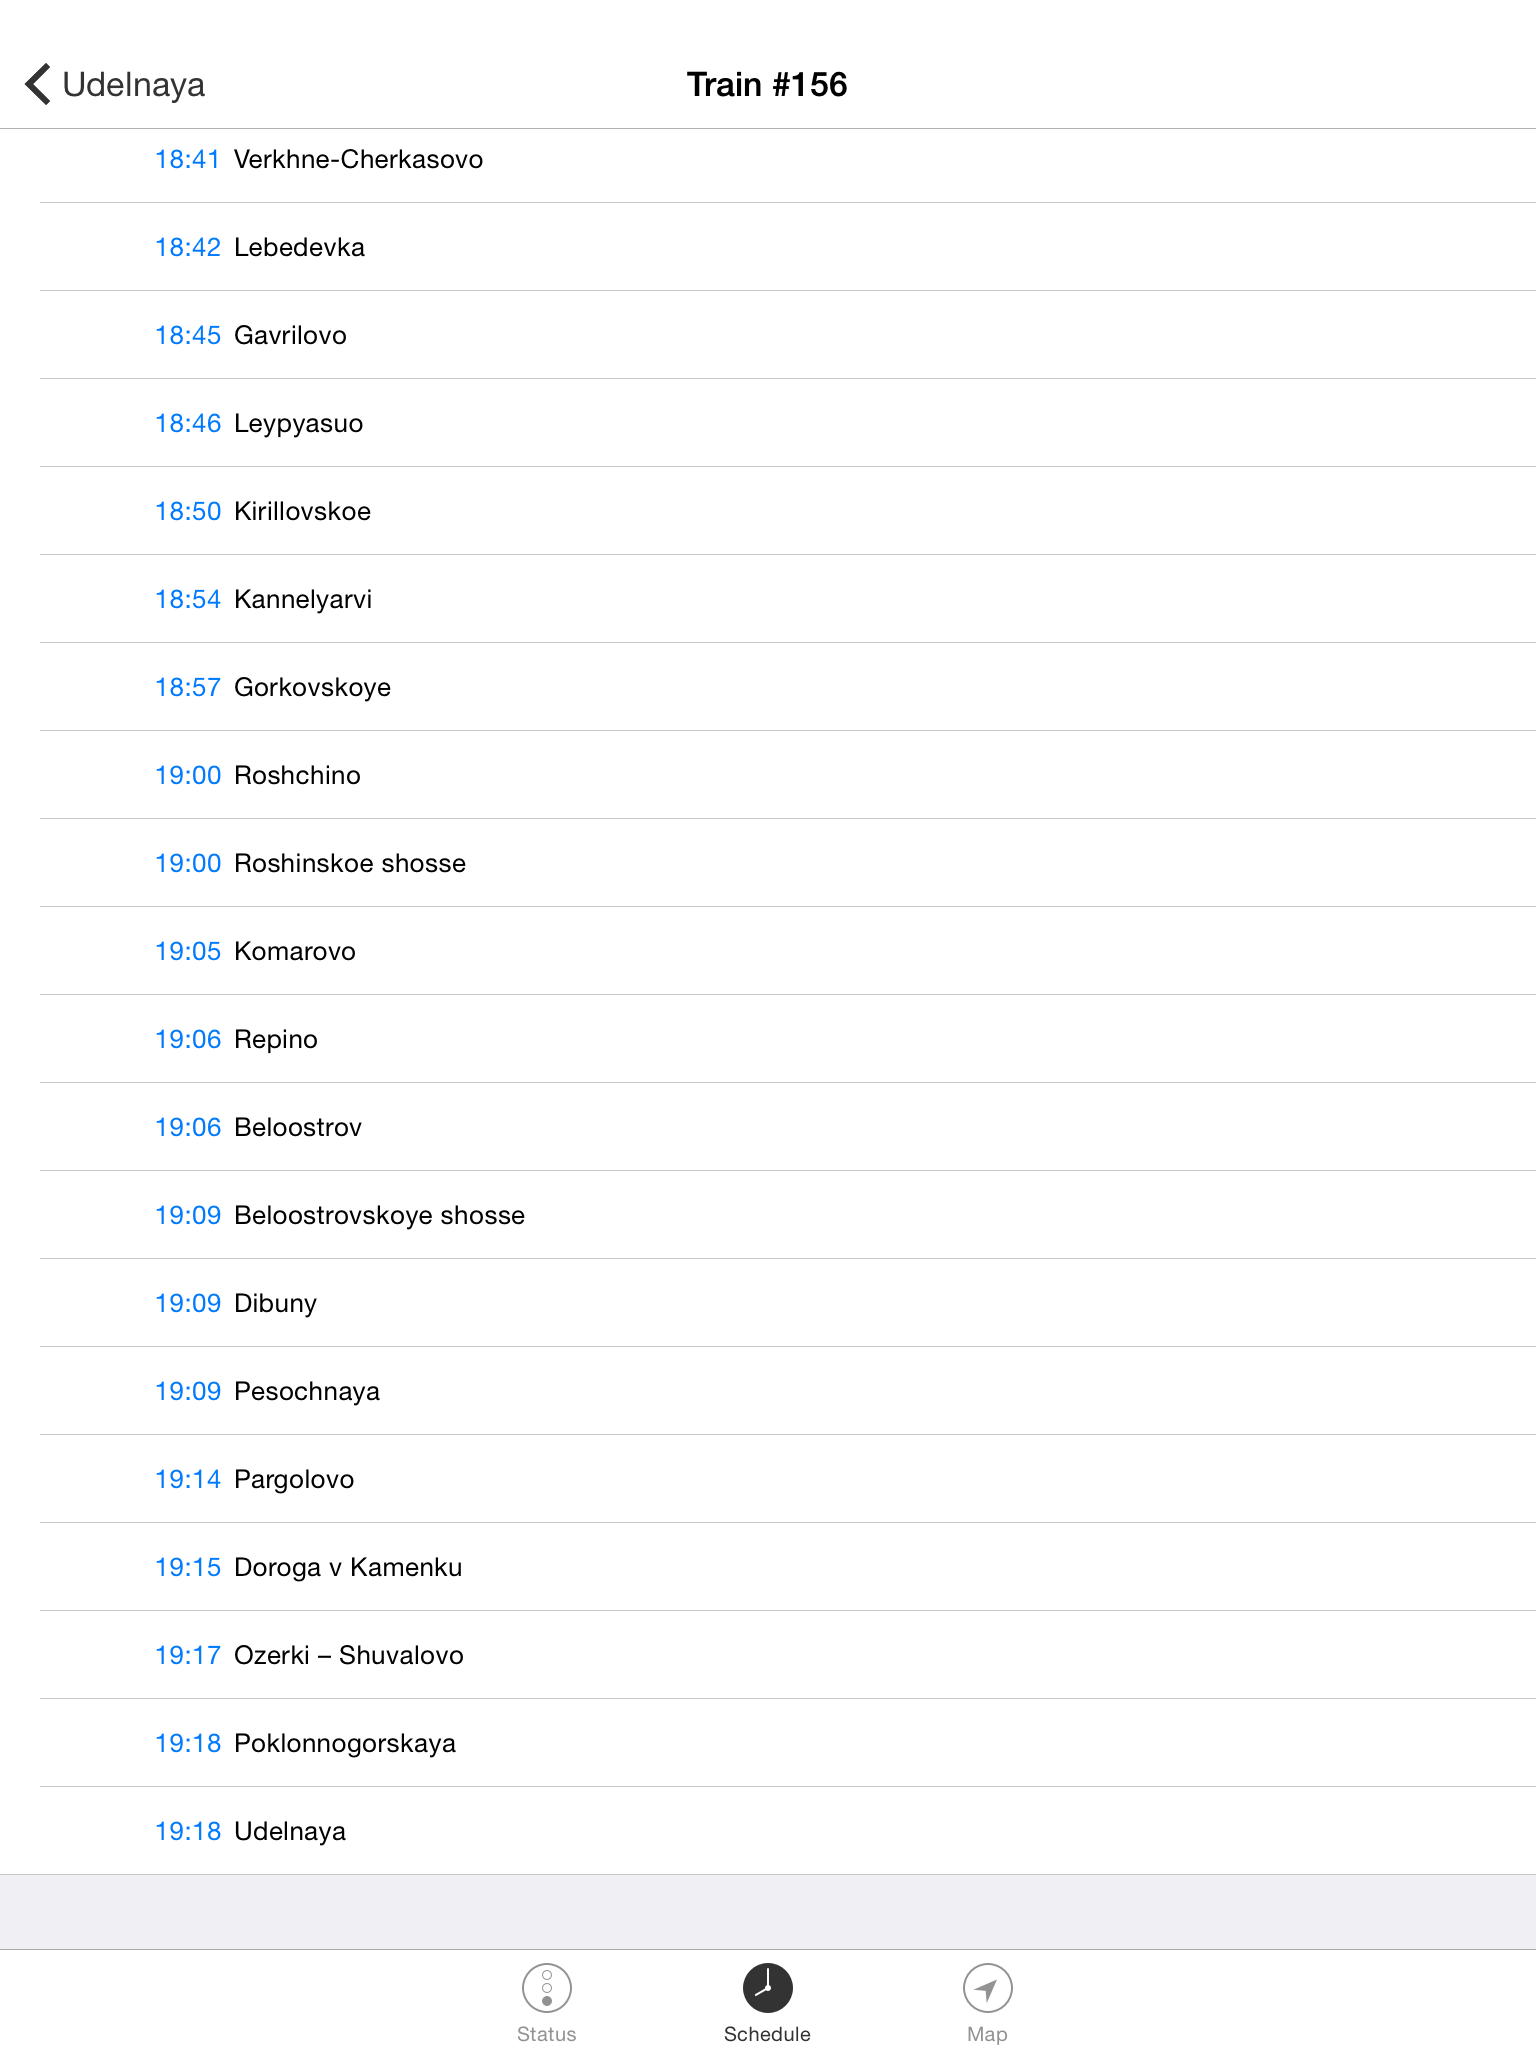 Udelnaya
Train #156
18:41 Verkhne-Cherkasovo
18:42 Lebedevka
18:45 Gavrilovo
18:46 Leypyasuo
18:50 Kirillovskoe
18:54 Kannelyarvi
18:57 Gorkovskoye
19:00 Roshchino
19:00 Roshinskoe shosse
19:05 Komarovo
19:06 Repino
19:06 Beloostrov
19:09 Beloostrovskoye shosse
19:09 Dibuny
19:09 Pesochnaya
19:14 Pargolovo
19:15 Doroga v Kamenku
19:17 Ozerki – Shuvalovo
19:18 Poklonnogorskaya
19:18 Udelnaya
Status
Schedule
Map